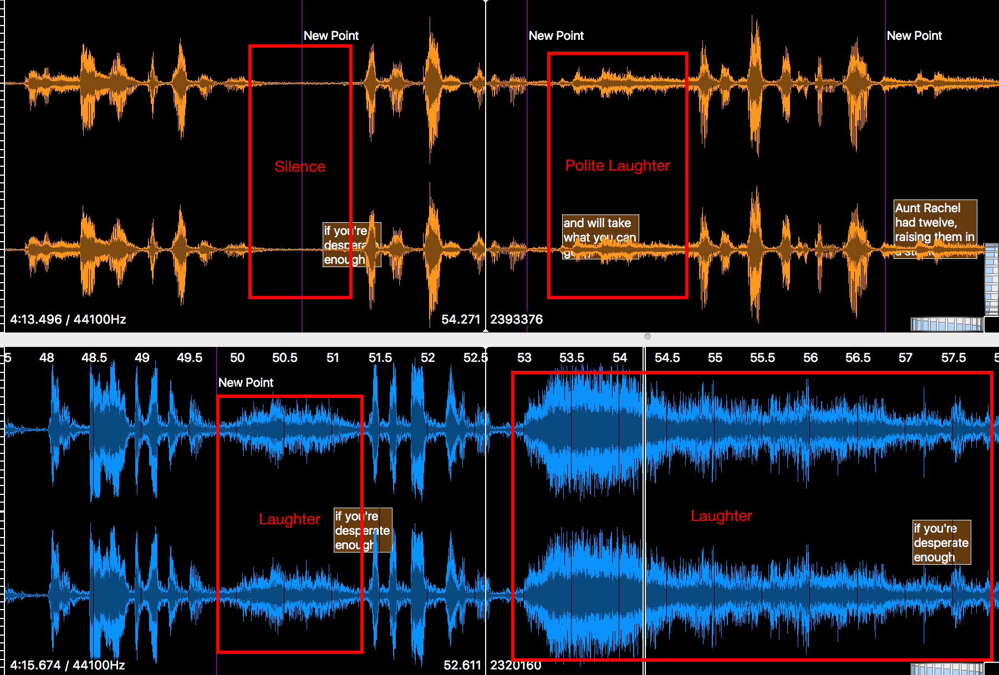 New Point
New Point
New Point
Silence
Polite Laughter
if you're
desperate
enough
and will take
what you can
Aunt Rachel
had twelve,
raising them in
4:13.496 / 44100Hz
54.271
2393376
5 48 48.5 49 49.5 50 50.5 51 51.5 52 52.5 53 53.5 54 54.5 55 55.5 56 56.5 57 57.5
New Point
Laughter
Laughter
if you're
desperate
enough
if you're
desperate
enough
4:15.674 / 44100Hz
52.611
2320160